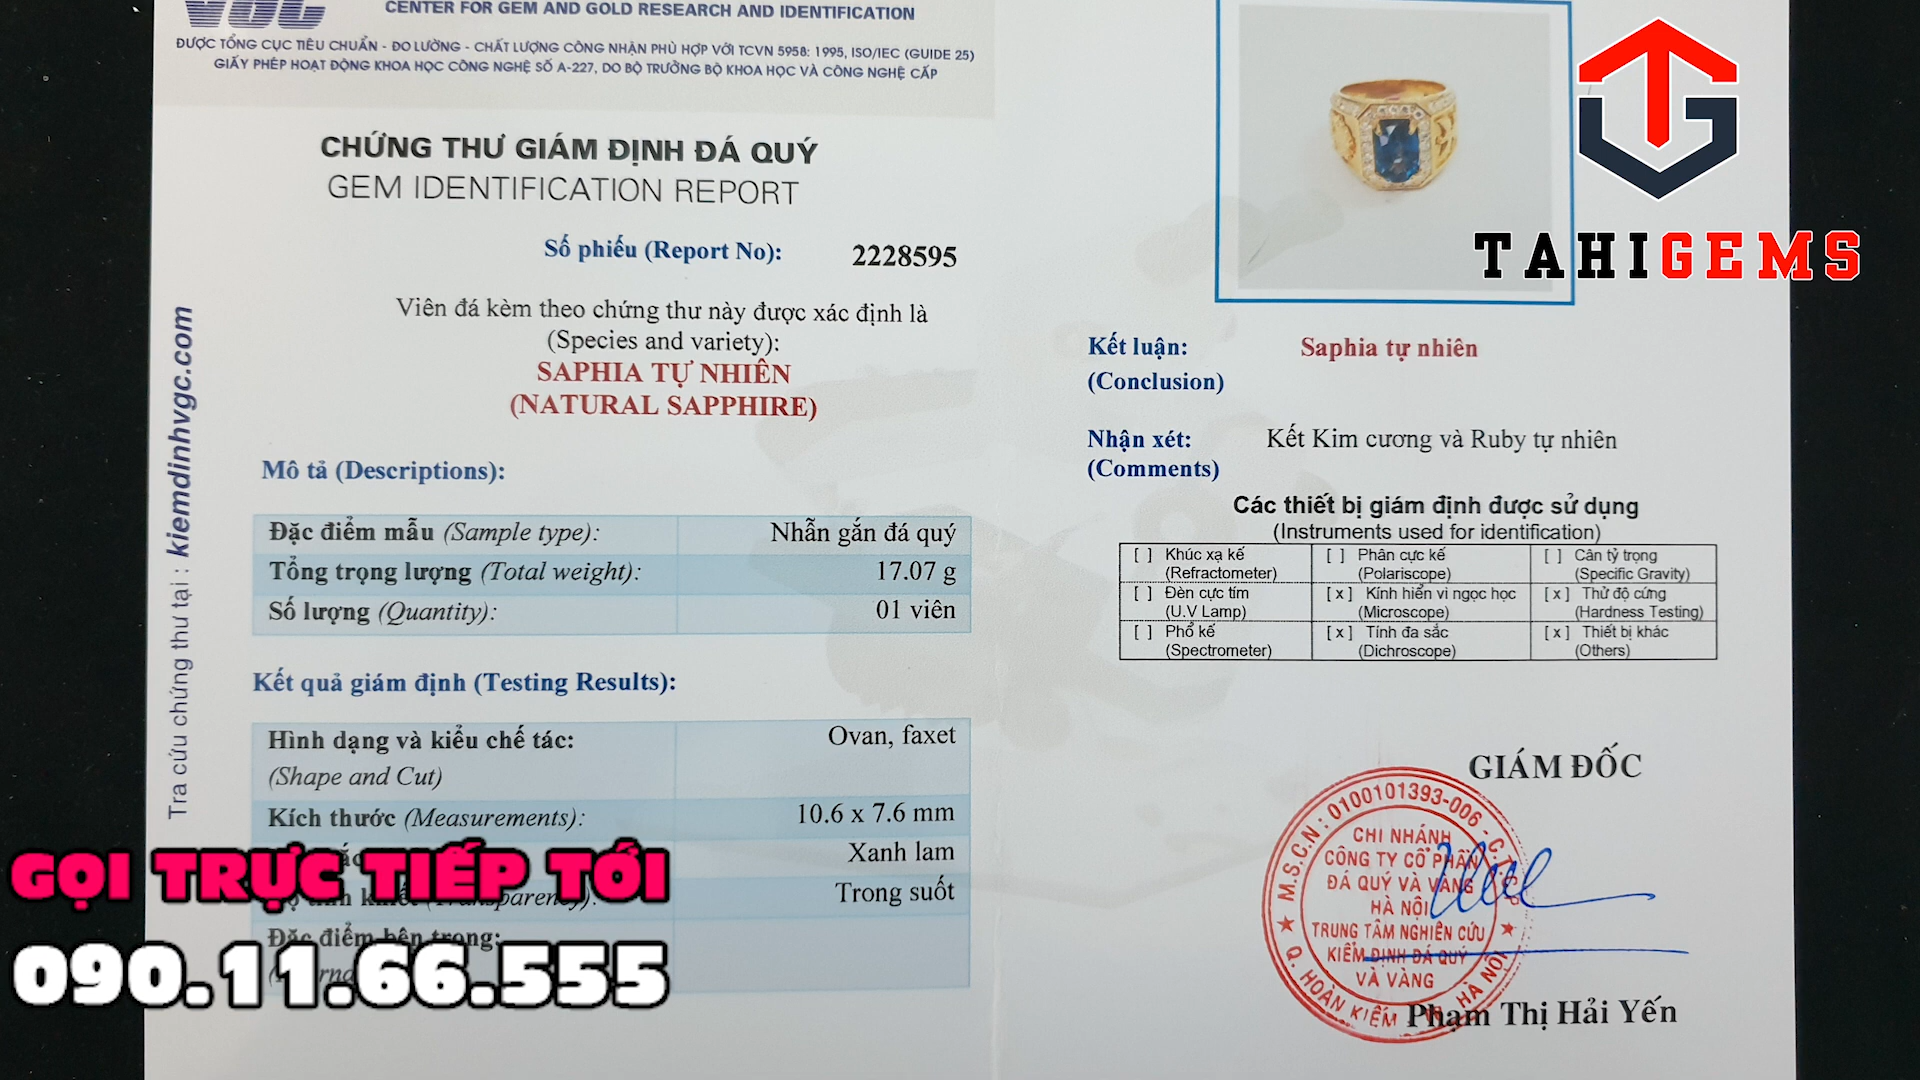 CENTER FOR GEM AND GOLD RESEARCH AND IDENTIFICATION
ĐƯỢC TỔNG CỤC TIÊU CHUẨN - ĐO LƯỜNG - CHẤT LƯỢNG CÔNG NHẬN PHÙ HỢP VỚI TCVN 5958: 1995, ISO/IEC (GUIDE 25)
GIẤY PHÉP HOẠT ĐỘNG KHOA HỌC CÔNG NGHỆ SỐ A-227, DO BỘ TRƯỞNG BỘ KHOA HỌC VÀ CÔNG NGHỆ CẤP
CHỨNG THƯ GIÁM ĐỊNH ĐÁ QUÝ
GEM IDENTIFICATION REPORT
Số phiếu (Report No): 2228595
Viên đá kèm theo chứng thư này được xác định là
(Species and variety):
SAPHIA TỰ NHIÊN
(NATURAL SAPPHIRE)
Mô tả (Descriptions):
Đặc điểm mẫu (Sample type): Nhẫn gắn đá quý
Tổng trọng lượng (Total weight): 17.07 g
Số lượng (Quantity): 01 viên
Kết quả giám định (Testing Results):
Hình dạng và kiểu chế tác: Ovan, faxet
(Shape and Cut)
Kích thước (Measurements): 10.6 x 7.6 mm
Xanh lam
Trong suốt
Đặc điểm bên trong:
Tra cứu chứng thư tại : kiemdinhvgc.com
GỌI TRỰC TIẾP TỚI
090.11.66.555
TAHIGEMS
Kết luận: Saphia tự nhiên
(Conclusion)
Nhận xét: Kết Kim cương và Ruby tự nhiên
(Comments)
Các thiết bị giám định được sử dụng
(Instruments used for identification)
[ ] Khúc xạ kế [ ] Phân cực kế [ ] Cân tỷ trọng
(Refractometer) (Polariscope) (Specific Gravity)
[ ] Đèn cực tím [x] Kính hiển vi ngọc học [x] Thử độ cứng
(U.V Lamp) (Microscope) (Hardness Testing)
[ ] Phổ kế [x] Tính đa sắc [x] Thiết bị khác
(Spectrometer) (Dichroscope) (Others)
GIÁM ĐỐC
M.S.C.N: 0100101393-006
CHI NHÁNH
CÔNG TY CỔ PHẦN
ĐÁ QUÝ VÀ VÀNG
HÀ NỘI
TRUNG TÂM NGHIÊN CỨU
KIỂM ĐỊNH ĐÁ QUÝ
VÀ VÀNG
Q. HOÀN KIẾM HÀ NỘI
Phạm Thị Hải Yến